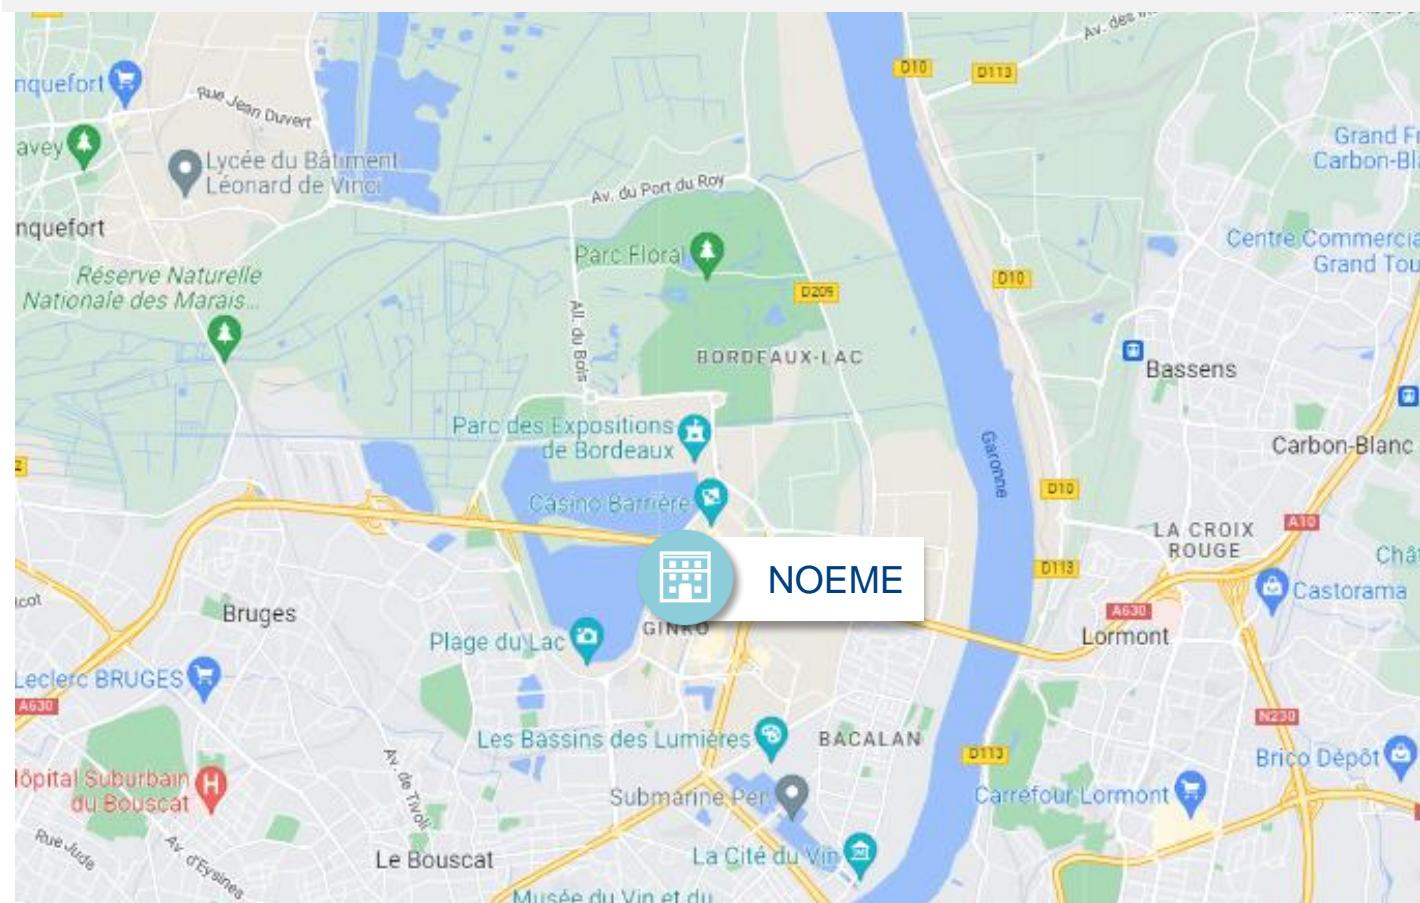 Av. des
D10
D113
nquefort
Rue Jean Duvert
avey
Lycée du Bâtiment
Léonard de Vinci
Grand
Carbon-Bl
Av. du Port du Roy
nquefort
Parc Floral
Centre Commercia
Grand Tou
Réserve Naturelle
Nationale des Marais...
D10
D209
All. du Bois
BORDEAUX-LAC
Bassens
Parc des Expositions
de Bordeaux
Garonne
Carbon-Blanc
D10
Casino Barrière
A10
LA CROIX
ROUGE
Chât
D113
NOEME
Castorama
Bruges
A630
GINKO
Plage du Lac
Lormont
Leclerc BRUGES
A630
N230
Les Bassins des Lumières
BACALAN
D113
Brico Dépôt
Av. de Tivoli
Hôpital Suburbain
du Bouscat
Submarine Pen
Carrefour Lormont
Rue Jude
Av. d'Eysines
Le Bouscat
La Cité du Vin
Musée du Vin et du